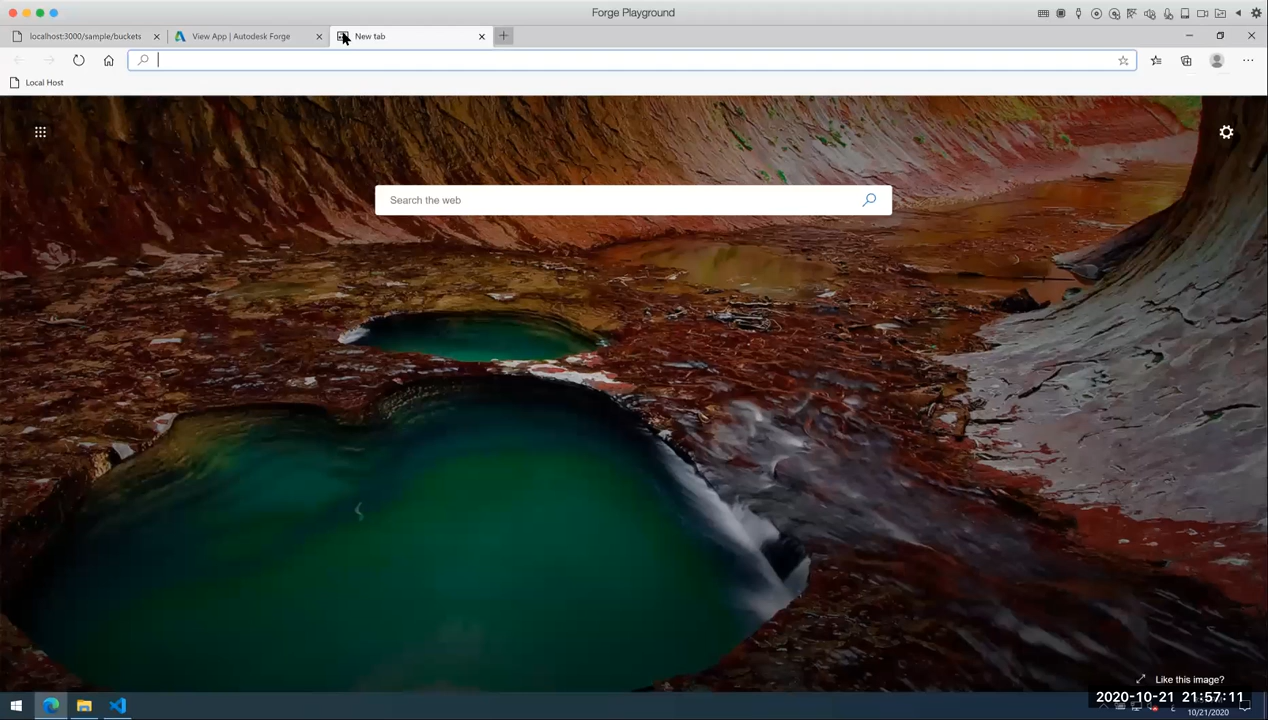 Forge Playground
localhost:3000/sample/buckets
View App | Autodesk Forge
New tab
Local Host
Search the web
Like this image?
2020-10-21 21:57:11
10/21/2020